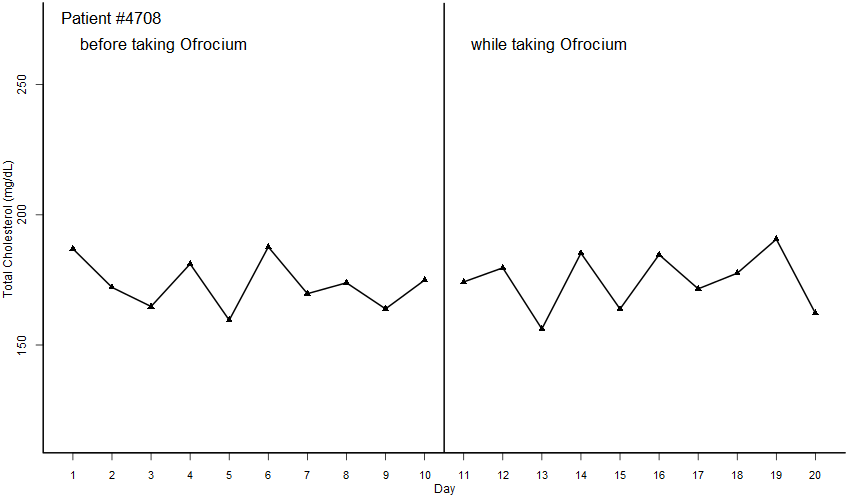 Patient #4708
before taking Ofrocium
while taking Ofrocium
Total Cholesterol (mg/dL)
250
200
150
1 2 3 4 5 6 7 8 9 10 11 12 13 14 15 16 17 18 19 20
Day